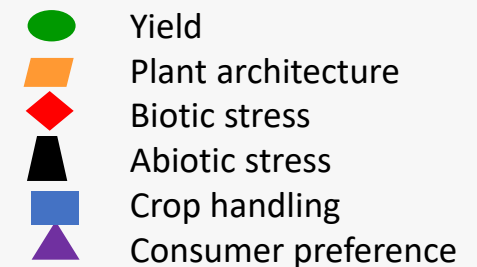 Yield
Plant architecture
Biotic stress
Abiotic stress
Crop handling
Consumer preference